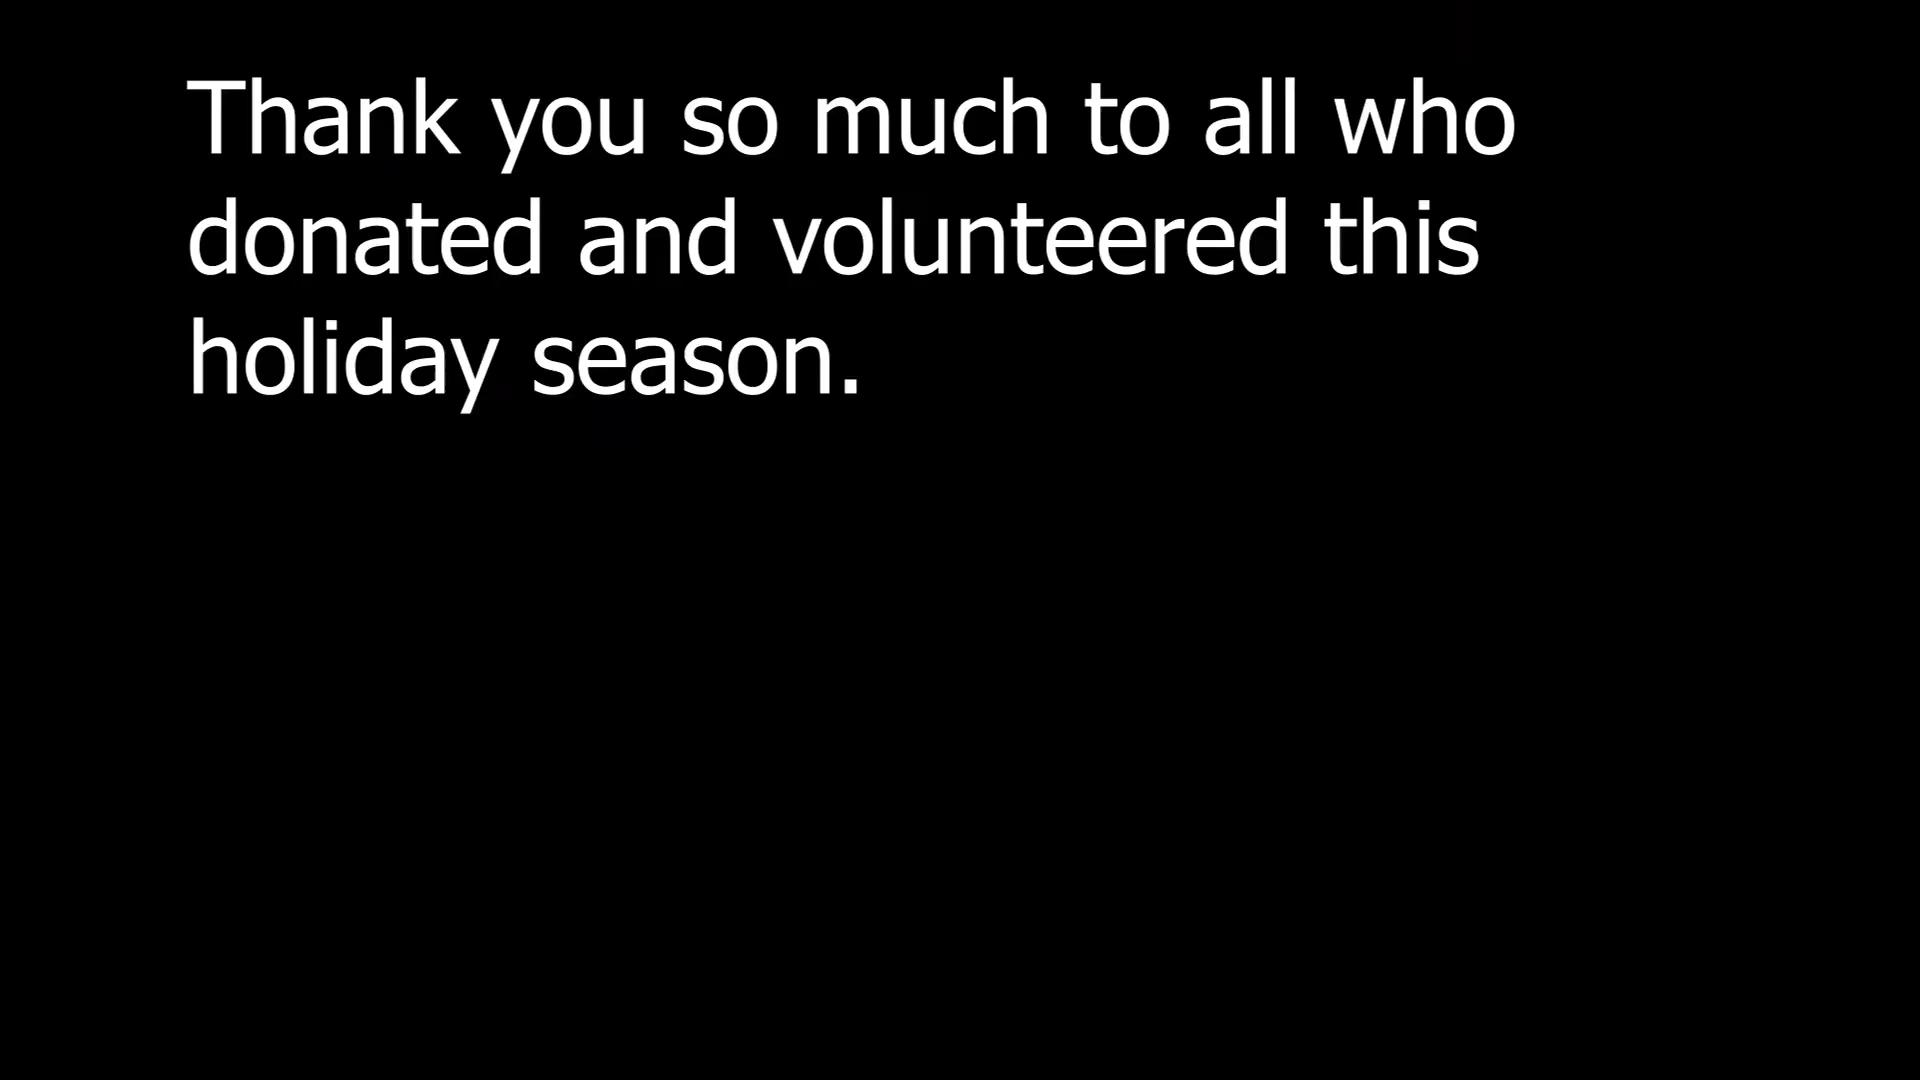 Thank you so much to all who
donated and volunteered this
holiday season.